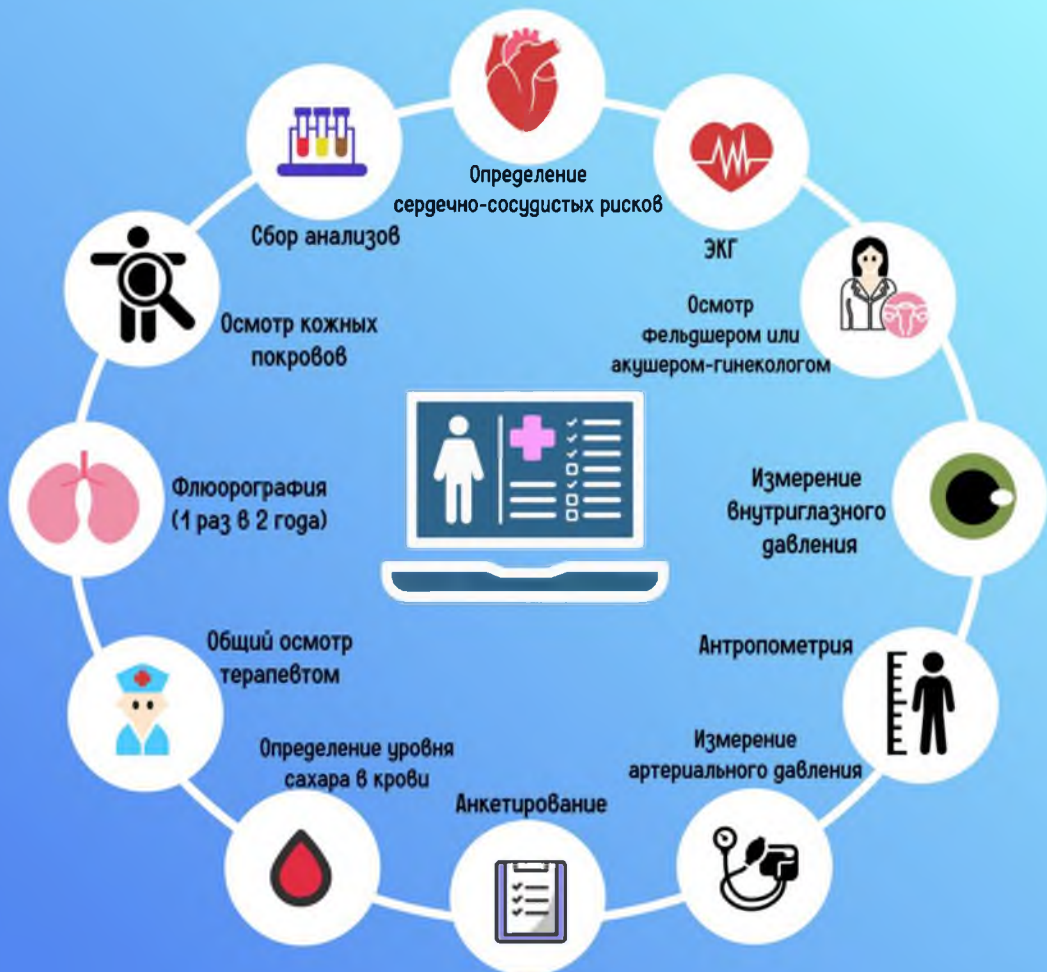 Определение
сердечно-сосудистых рисков
ЭКГ
Осмотр
фельдшером или
акушером-гинекологом
Измерение
внутриглазного
давления
Антропометрия
Измерение
артериального давления
Анкетирование
Определение уровня
сахара в крови
Общий осмотр
терапевтом
Флюорография
(1 раз в 2 года)
Осмотр кожных
покровов
Сбор анализов